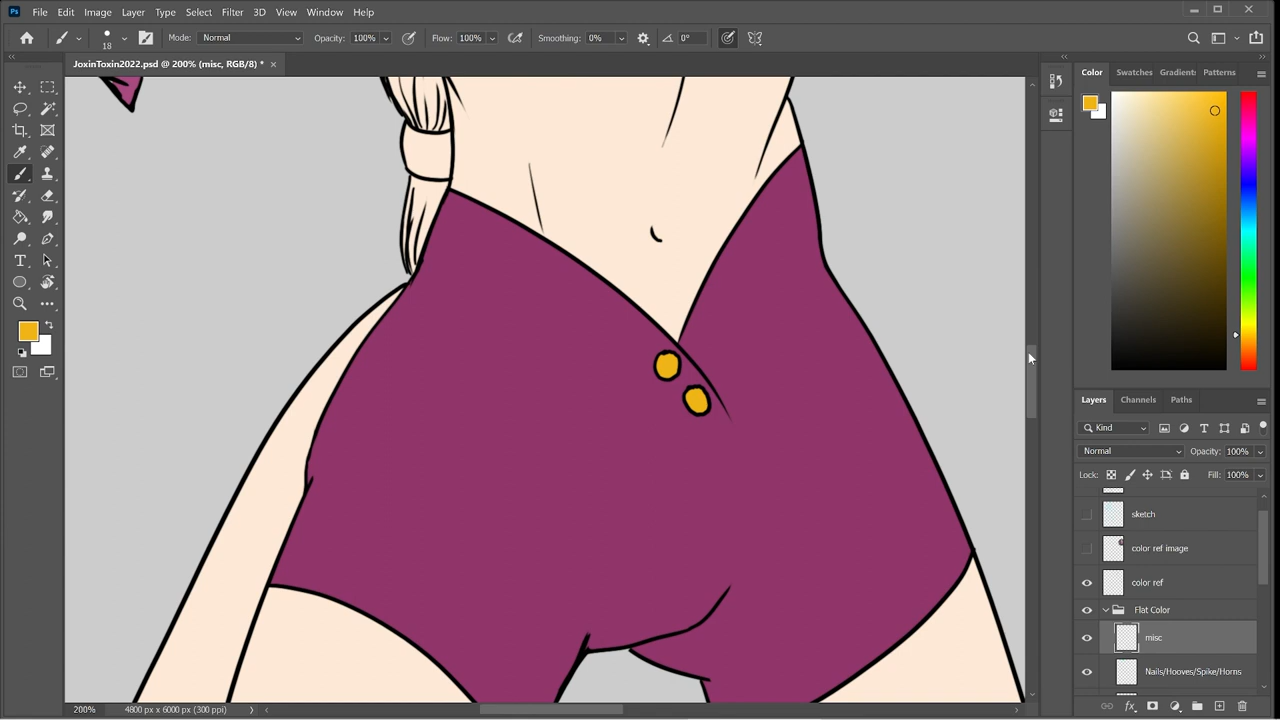 Ps File Edit Image Layer Type Select Filter 3D View Window Help
18 Mode: Normal Opacity: 100% Flow: 100% Smoothing: 0% 0°
JoxinToxin2022.psd @ 200% (misc, RGB/8) * ×
Color Swatches Gradient: Patterns
Layers Channels Paths
Kind
Normal Opacity: 100%
Lock: Fill: 100%
sketch
color ref image
color ref
Flat Color
misc
Nails/Hooves/Spike/Horns
200% 4800 px x 6000 px (300 ppi)